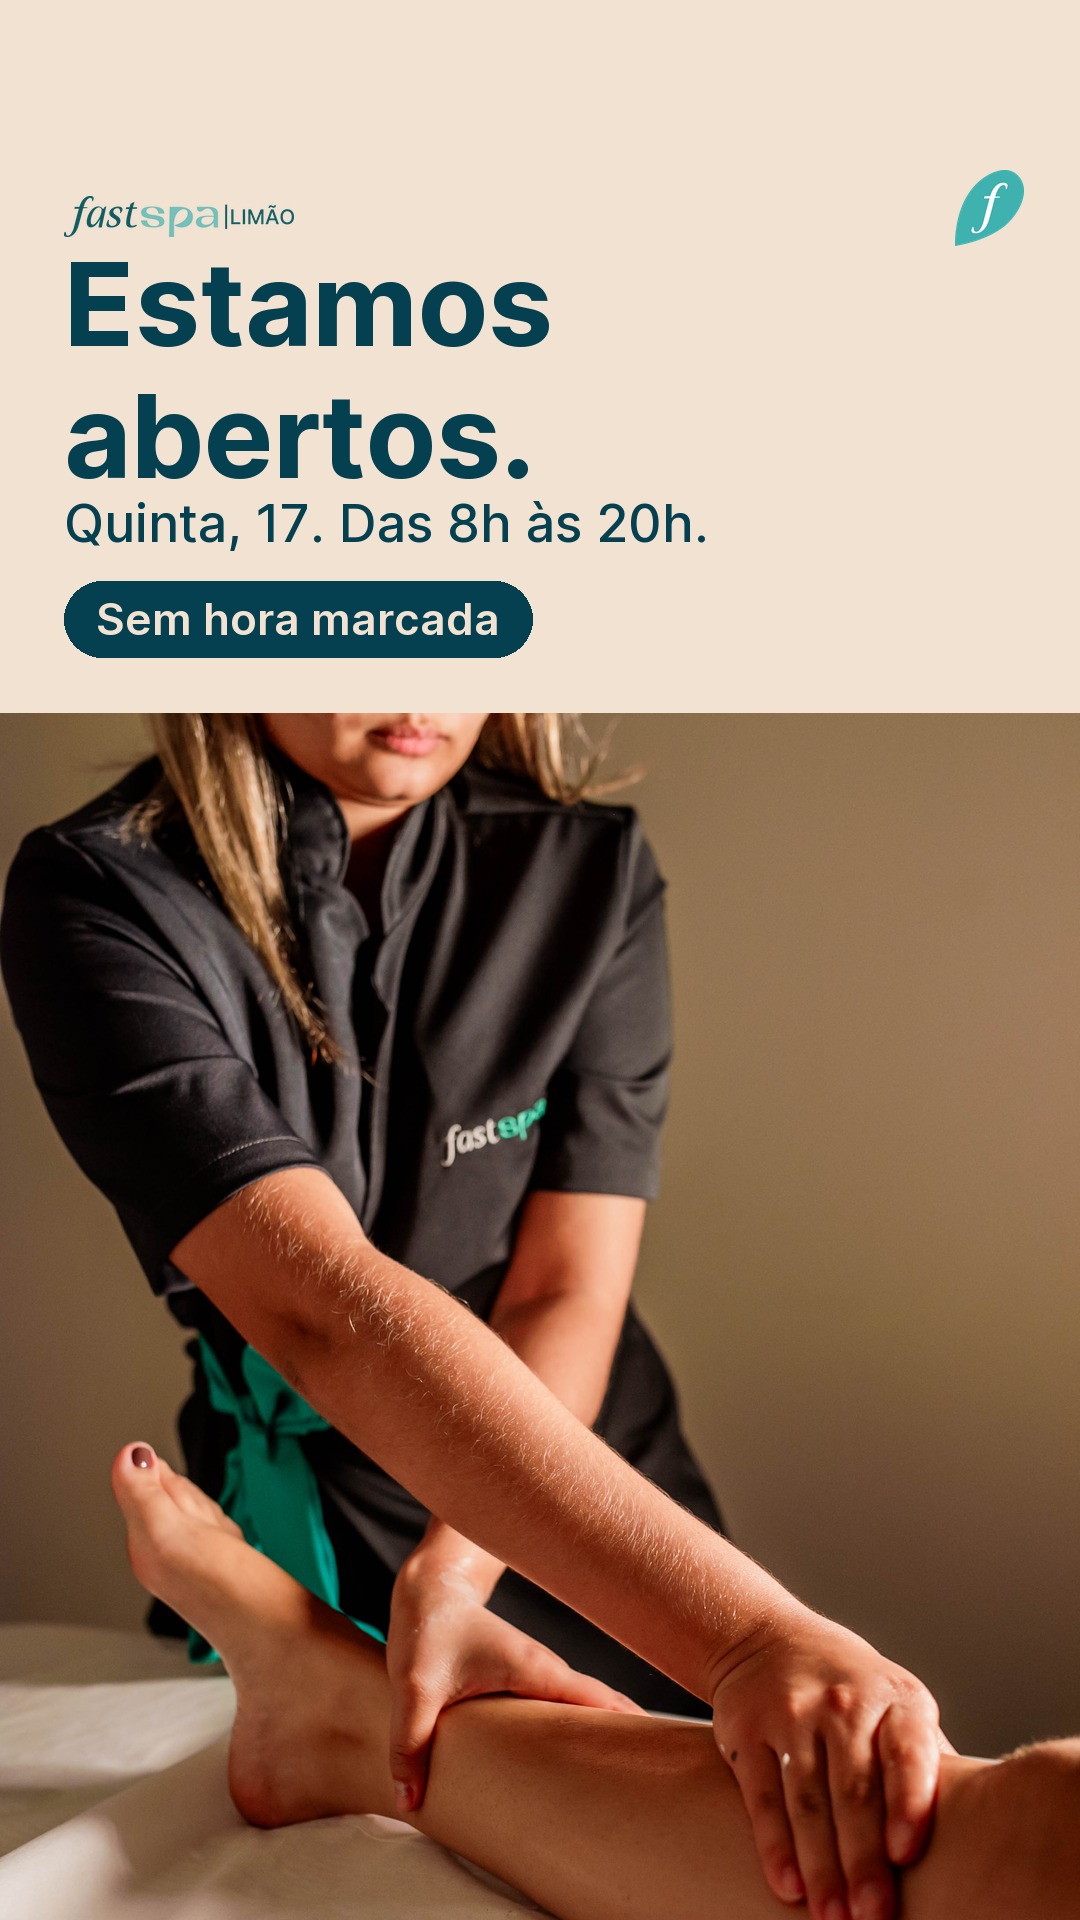 fastspa|LIMÃO
f
Estamos
abertos.
Quinta, 17. Das 8h às 20h.
Sem hora marcada
fastspa